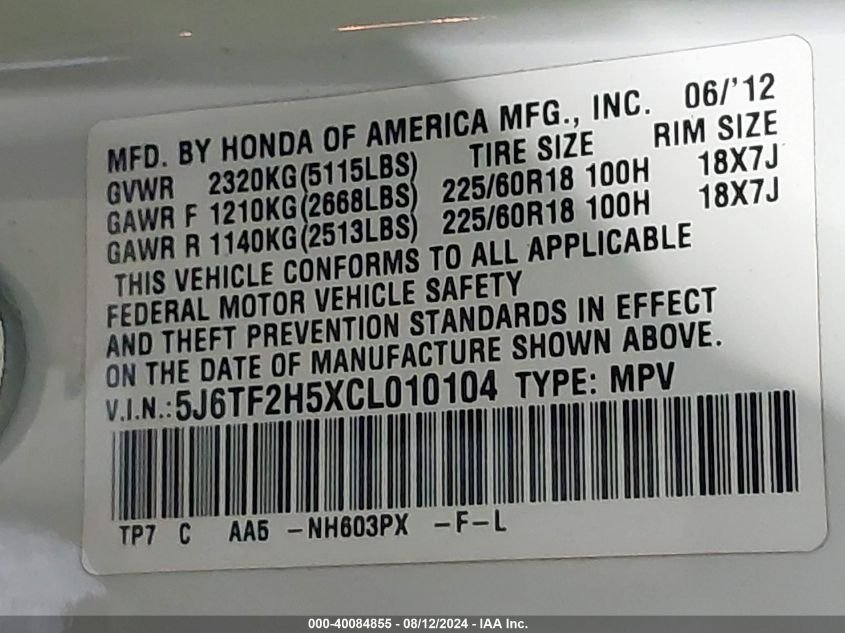 MFD. BY HONDA OF AMERICA MFG., INC. 06/'12
GVWR 2320KG(5115LBS) TIRE SIZE RIM SIZE
GAWR F 1210KG(2668LBS) 225/60R18 100H 18X7J
GAWR R 1140KG(2513LBS) 225/60R18 100H 18X7J
THIS VEHICLE CONFORMS TO ALL APPLICABLE
FEDERAL MOTOR VEHICLE SAFETY
AND THEFT PREVENTION STANDARDS IN EFFECT
ON THE DATE OF MANUFACTURE SHOWN ABOVE.
V.I.N.:5J6TF2H5XCL010104 TYPE: MPV
TP7 C AA5 -NH603PX -F-L
000-40084855 - 08/12/2024 - IAA Inc.